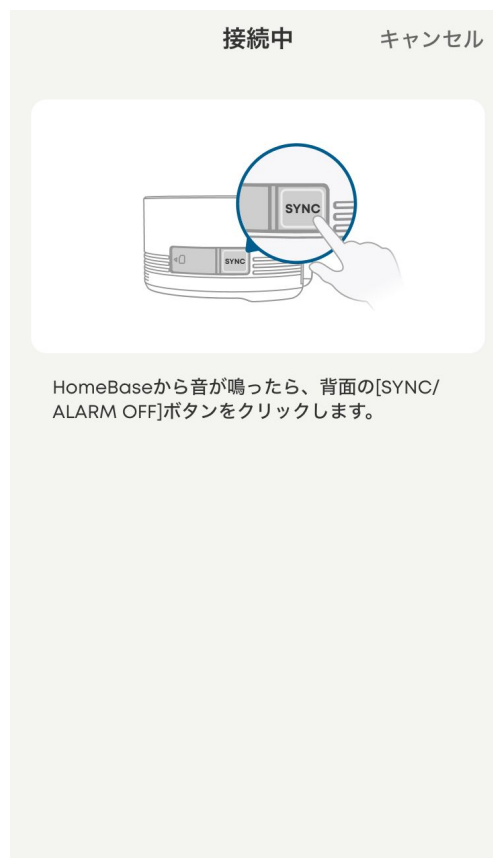 接続中
キャンセル
SYNC
SYNC
HomeBaseから音が鳴ったら、背面の[SYNC/
ALARM OFF]ボタンをクリックします。